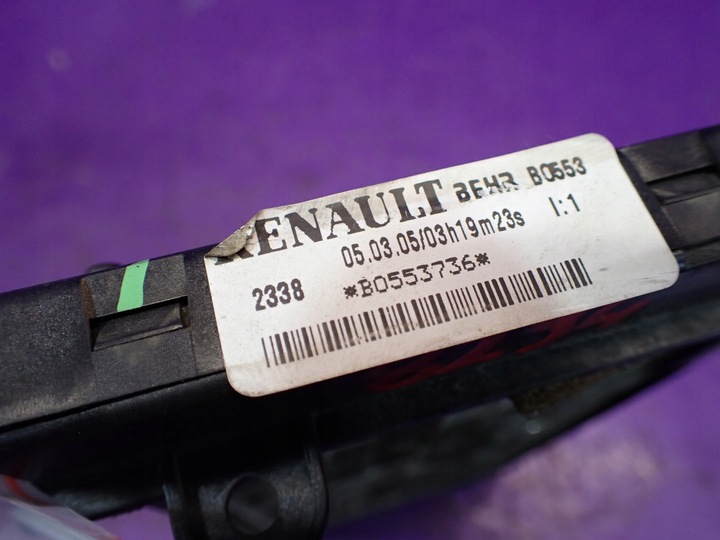 RENAULT BEHR B0553
05.03.05/03h19m23s I:1
2338 *B0553736*